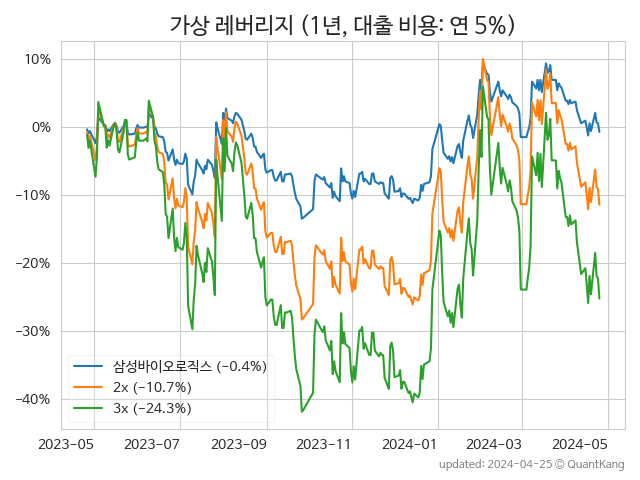 가상 레버리지 (1년, 대출 비용: 연 5%)
10%
0%
−10%
−20%
−30%
−40%
삼성바이오로직스 (−0.4%)
2x (−10.7%)
3x (−24.3%)
2023-05 2023-07 2023-09 2023-11 2024-01 2024-03 2024-05
updated: 2024-04-25 © QuantKang